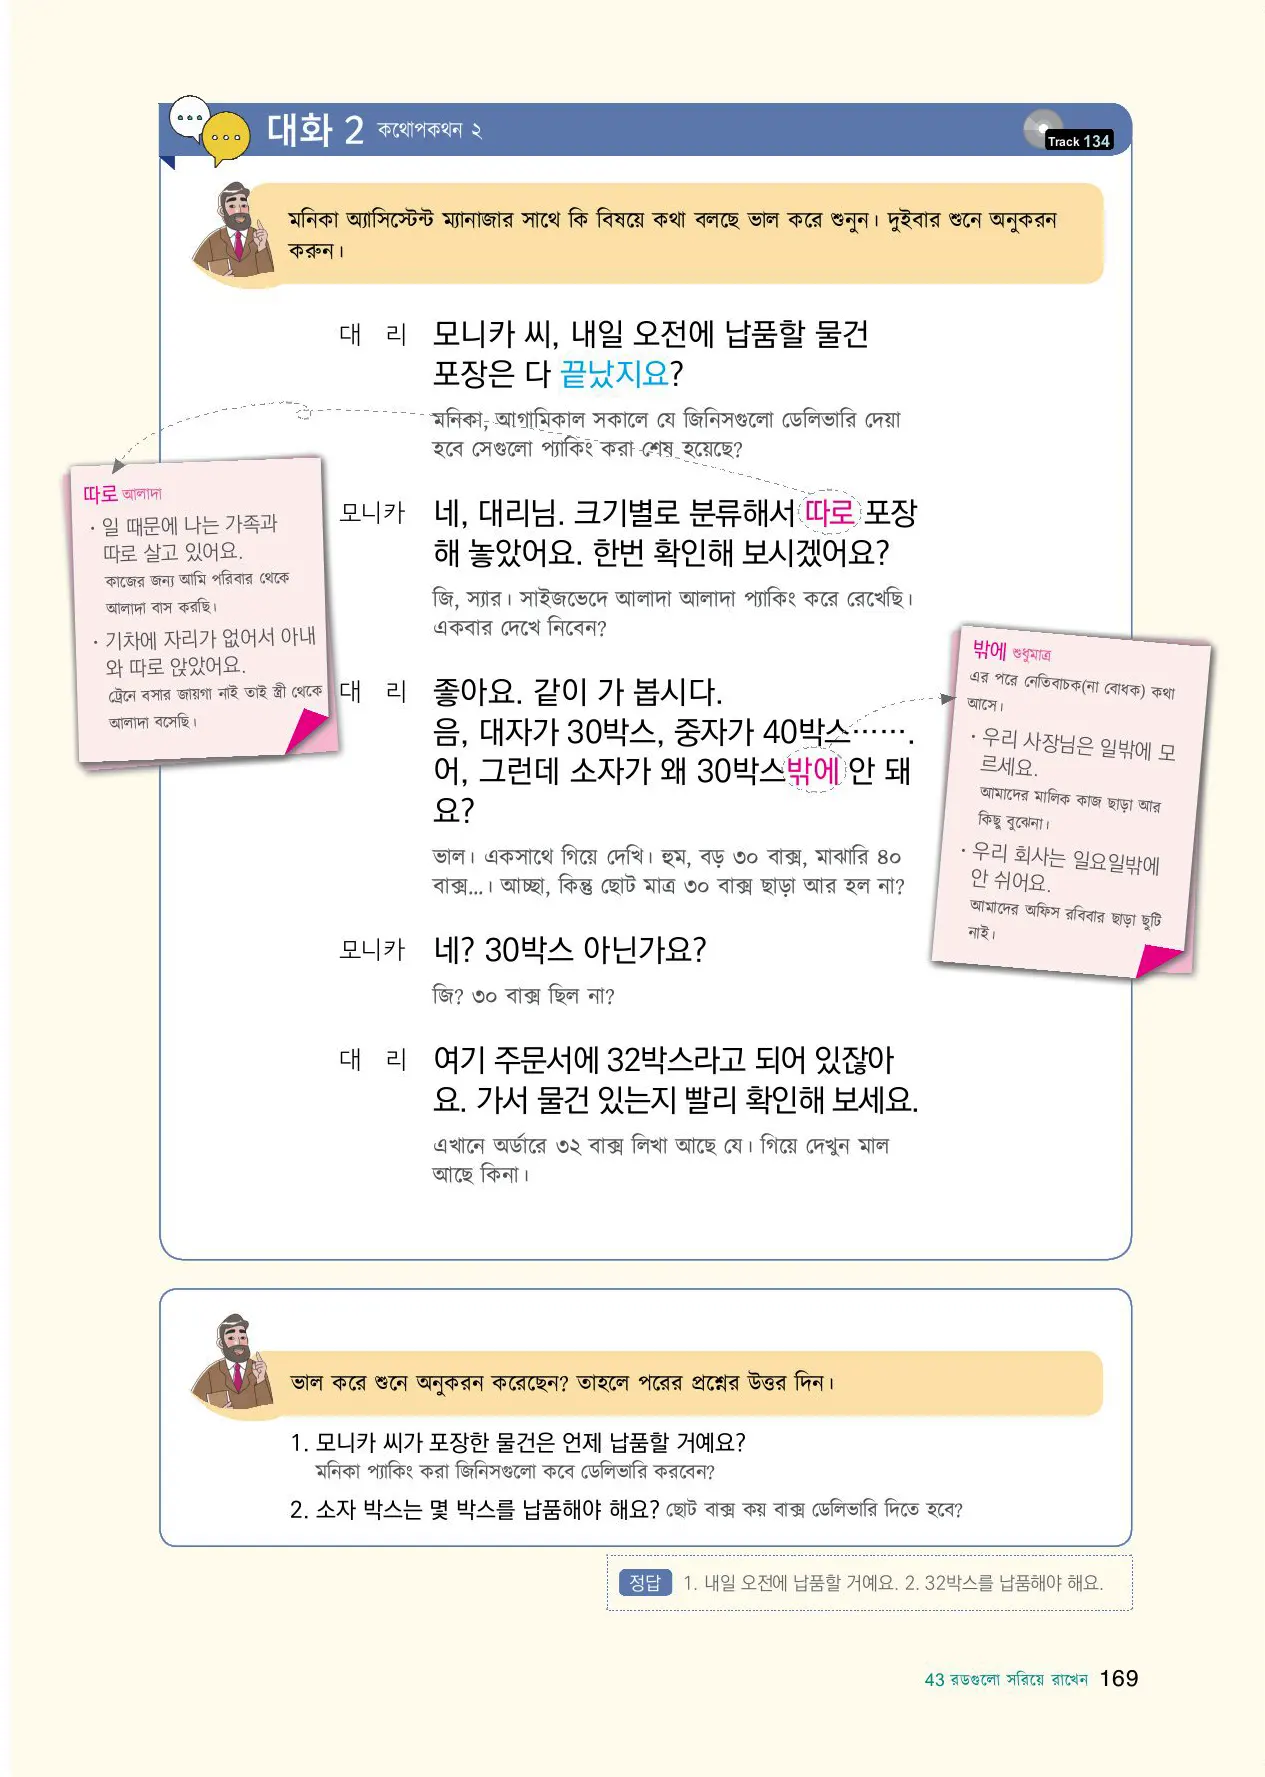 대화 2 কথোপকথন ২
Track 134
মনিকা অ্যাসিস্টেন্ট ম্যানাজার সাথে কি বিষয়ে কথা বলছে ভাল করে শুনুন। দুইবার শুনে অনুকরন
করুন।
대 리 모니카 씨, 내일 오전에 납품할 물건
포장은 다 끝났지요?
মনিকা, আগামিকাল সকালে যে জিনিসগুলো ডেলিভারি দেয়া
হবে সেগুলো প্যাকিং করা শেষ হয়েছে?
모니카 네, 대리님. 크기별로 분류해서 따로 포장
해 놓았어요. 한번 확인해 보시겠어요?
জি, স্যার। সাইজভেদে আলাদা আলাদা প্যাকিং করে রেখেছি।
একবার দেখে নিবেন?
대 리 좋아요. 같이 가 봅시다.
음, 대자가 30박스, 중자가 40박스…….
어, 그런데 소자가 왜 30박스밖에 안 돼
요?
ভাল। একসাথে গিয়ে দেখি। হুম, বড় ৩০ বাক্স, মাঝারি ৪০
বাক্স...। আচ্ছা, কিন্তু ছোট মাত্র ৩০ বাক্স ছাড়া আর হল না?
모니카 네? 30박스 아닌가요?
জি? ৩০ বাক্স ছিল না?
대 리 여기 주문서에 32박스라고 되어 있잖아
요. 가서 물건 있는지 빨리 확인해 보세요.
এখানে অর্ডারে ৩২ বাক্স লিখা আছে যে। গিয়ে দেখুন মাল
আছে কিনা।
따로 আলাদা
· 일 때문에 나는 가족과
따로 살고 있어요.
কাজের জন্য আমি পরিবার থেকে
আলাদা বাস করছি।
· 기차에 자리가 없어서 아내
와 따로 앉았어요.
ট্রেনে বসার জায়গা নাই তাই স্ত্রী থেকে
আলাদা বসেছি।
밖에 শুধুমাত্র
এর পরে নেতিবাচক(না বোধক) কথা
আসে।
· 우리 사장님은 일밖에 모
르세요.
আমাদের মালিক কাজ ছাড়া আর
কিছু বুঝেনা।
· 우리 회사는 일요일밖에
안 쉬어요.
আমাদের অফিস রবিবার ছাড়া ছুটি
নাই।
ভাল করে শুনে অনুকরন করেছেন? তাহলে পরের প্রশ্নের উত্তর দিন।
1. 모니카 씨가 포장한 물건은 언제 납품할 거예요?
মনিকা প্যাকিং করা জিনিসগুলো কবে ডেলিভারি করবেন?
2. 소자 박스는 몇 박스를 납품해야 해요? ছোট বাক্স কয় বাক্স ডেলিভারি দিতে হবে?
정답 1. 내일 오전에 납품할 거예요. 2. 32박스를 납품해야 해요.
43 রডগুলো সরিয়ে রাখেন 169